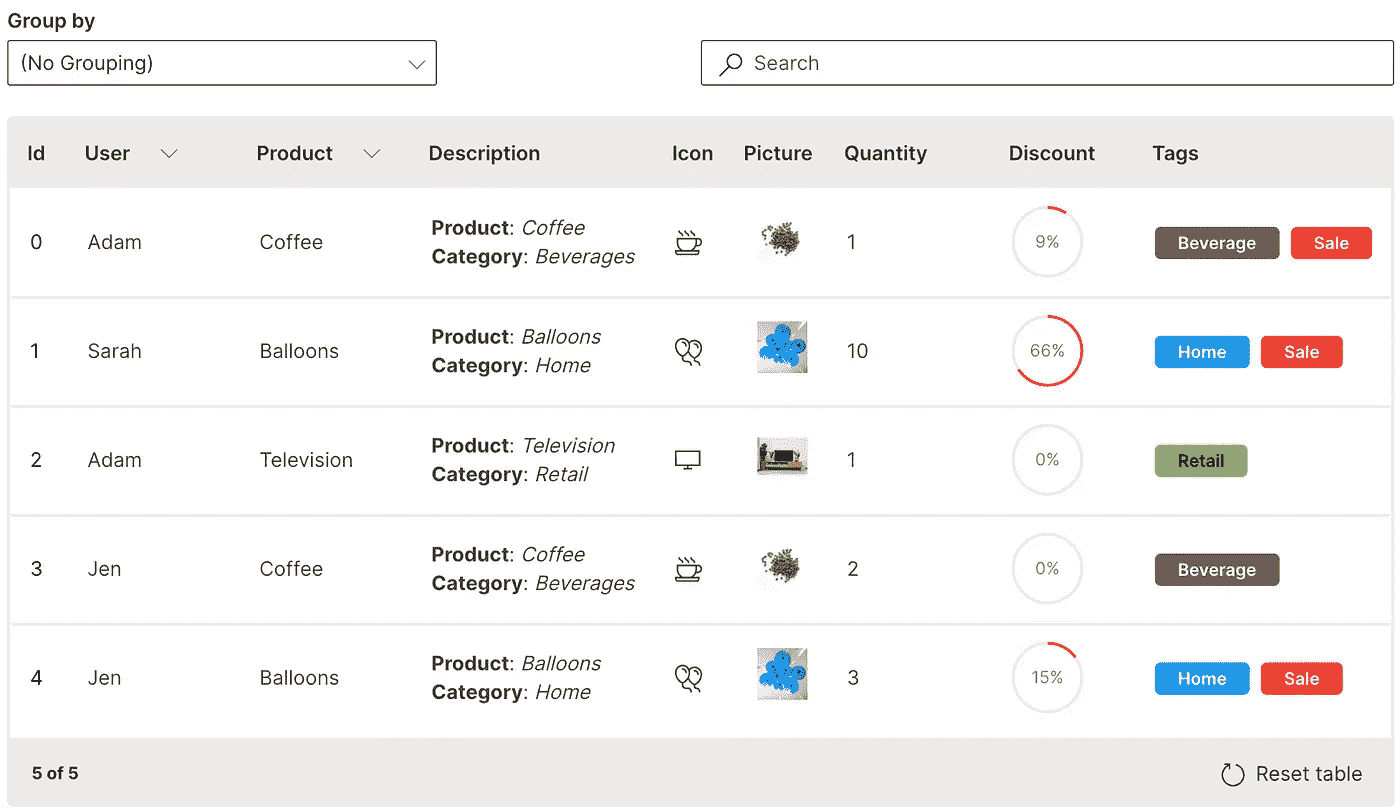 Group by
(No Grouping)
Search
Id User Product Description Icon Picture Quantity Discount Tags
0 Adam Coffee Product: Coffee Category: Beverages 1 9% Beverage Sale
1 Sarah Balloons Product: Balloons Category: Home 10 66% Home Sale
2 Adam Television Product: Television Category: Retail 1 0% Retail
3 Jen Coffee Product: Coffee Category: Beverages 2 0% Beverage
4 Jen Balloons Product: Balloons Category: Home 3 15% Home Sale
5 of 5 Reset table